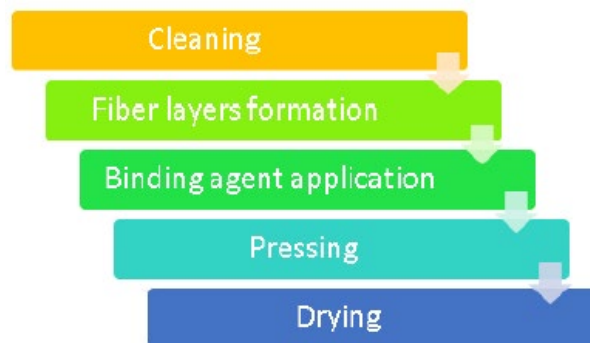 Cleaning
Fiber layers formation
Binding agent application
Pressing
Drying